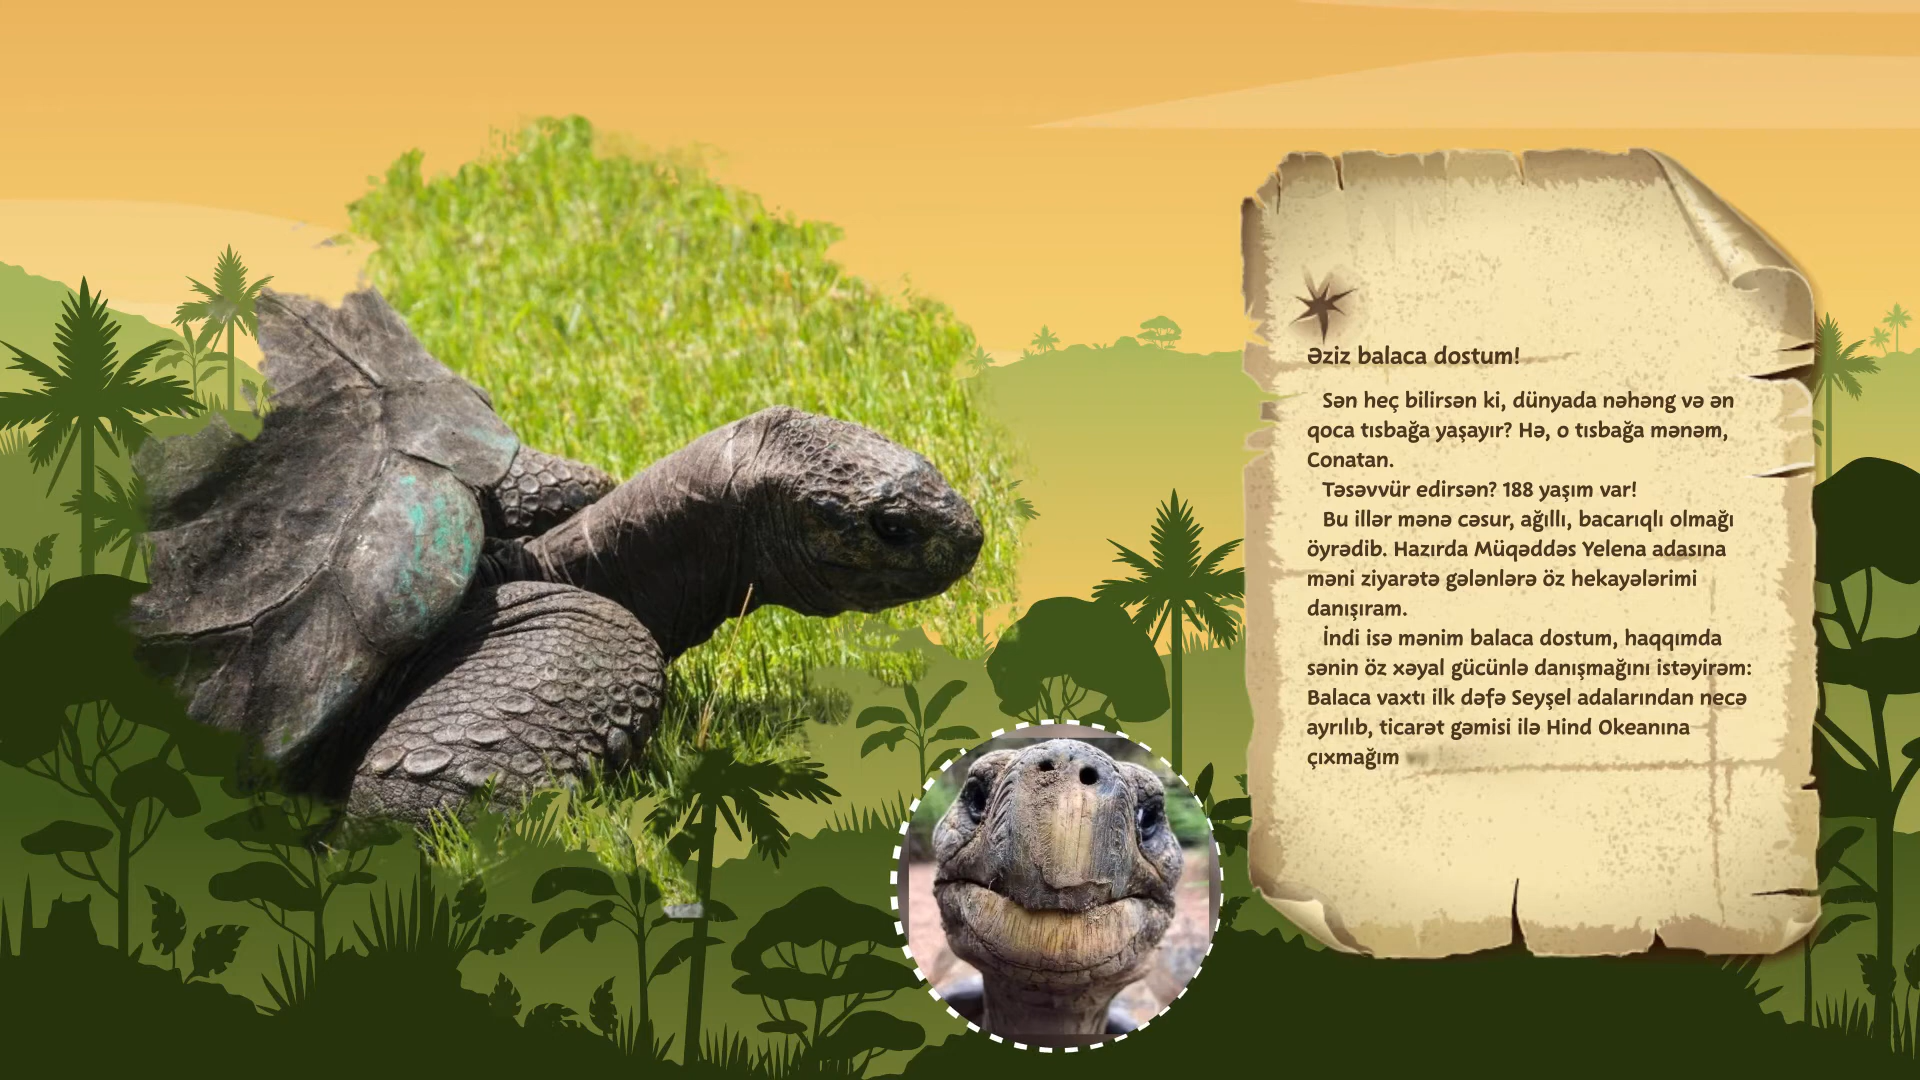 Əziz balaca dostum!
Sən heç bilirsən ki, dünyada nəhəng və ən
qoca tısbağa yaşayır? Hə, o tısbağa mənəm,
Conatan.
Təsəvvür edirsən? 188 yaşım var!
Bu illər mənə cəsur, ağıllı, bacarıqlı olmağı
öyrədib. Hazırda Müqəddəs Yelena adasına
məni ziyarətə gələnlərə öz hekayələrimi
danışıram.
İndi isə mənim balaca dostum, haqqımda
sənin öz xəyal gücünlə danışmağını istəyirəm:
Balaca vaxtı ilk dəfə Seyşel adalarından necə
ayrılıb, ticarət gəmisi ilə Hind Okeanına
çıxmağım